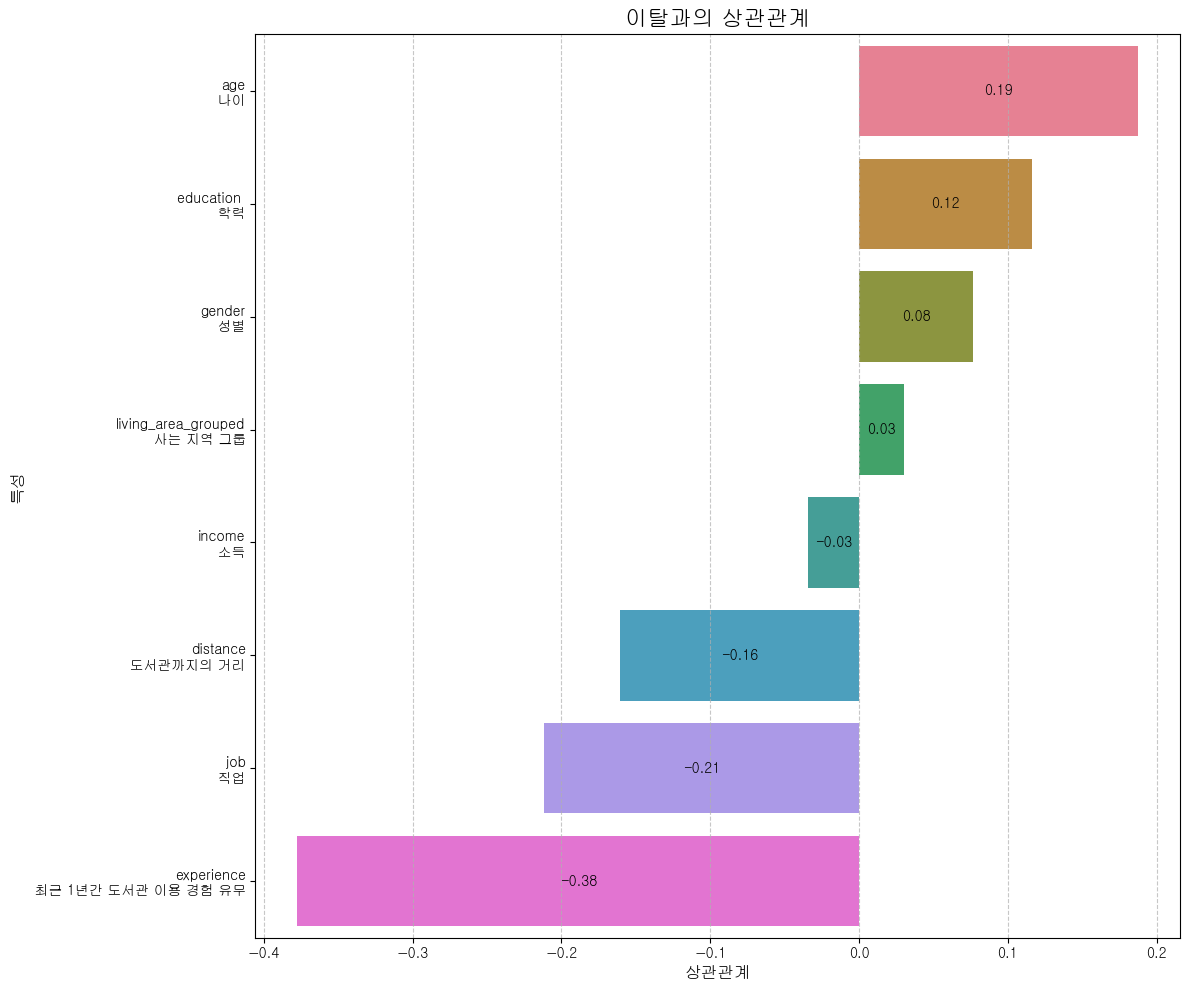 이탈과의 상관관계
age
나이
0.19
education
학력
0.12
gender
성별
0.08
living_area_grouped
사는 지역 그룹
0.03
특성
income
소득
−0.03
distance
도서관까지의 거리
−0.16
job
직업
−0.21
experience
최근 1년간 도서관 이용 경험 유무
−0.38
−0.4 −0.3 −0.2 −0.1 0.0 0.1 0.2
상관관계